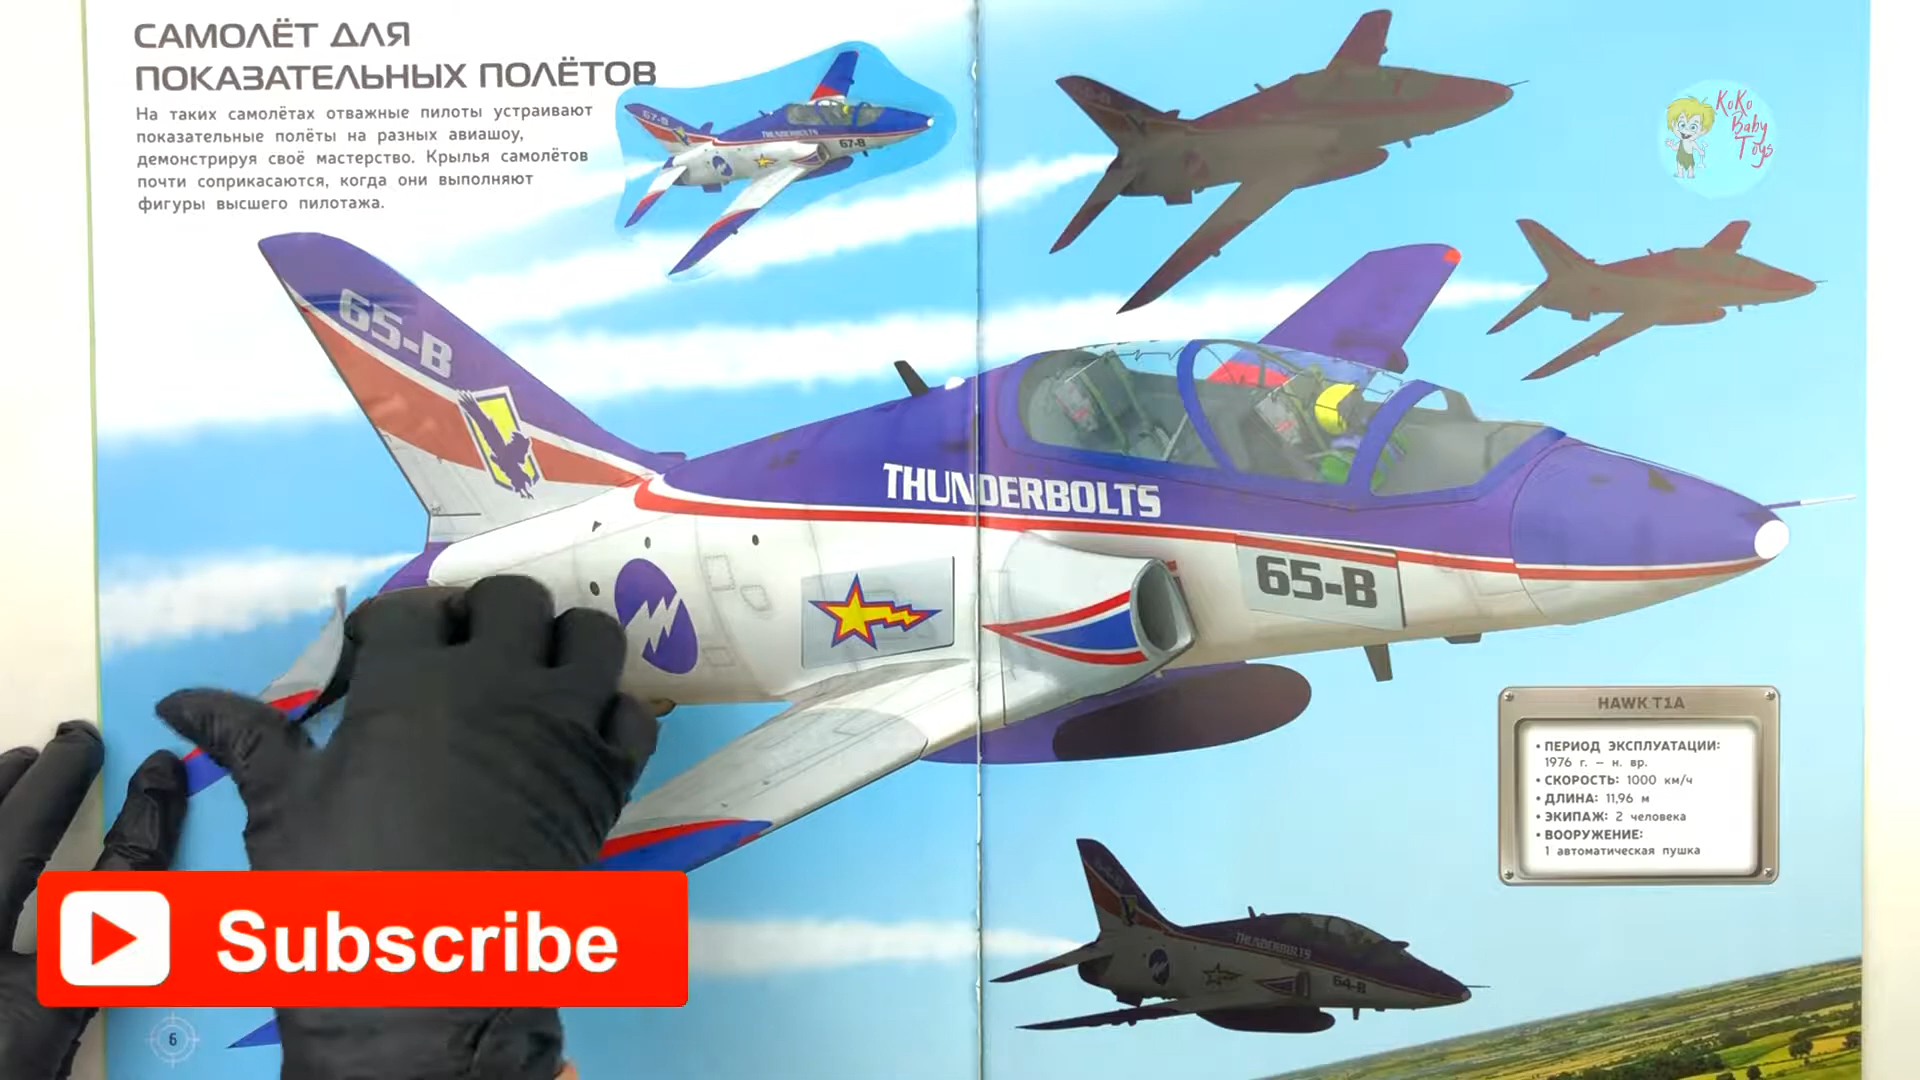 САМОЛЁТ ДЛЯ
ПОКАЗАТЕЛЬНЫХ ПОЛЁТОВ
На таких самолётах отважные пилоты устраивают
показательные полёты на разных авиашоу,
демонстрируя своё мастерство. Крылья самолётов
почти соприкасаются, когда они выполняют
фигуры высшего пилотажа.
67-B
THUNDERBOLTS
67-B
KoKo
Baby
Toys
65-B
THUNDERBOLTS
65-B
HAWK T1A
• ПЕРИОД ЭКСПЛУАТАЦИИ:
1976 г. – н. вр.
• СКОРОСТЬ: 1000 км/ч
• ДЛИНА: 11,96 м
• ЭКИПАЖ: 2 человека
• ВООРУЖЕНИЕ:
1 автоматическая пушка
THUNDERBOLTS
64-B
Subscribe
6